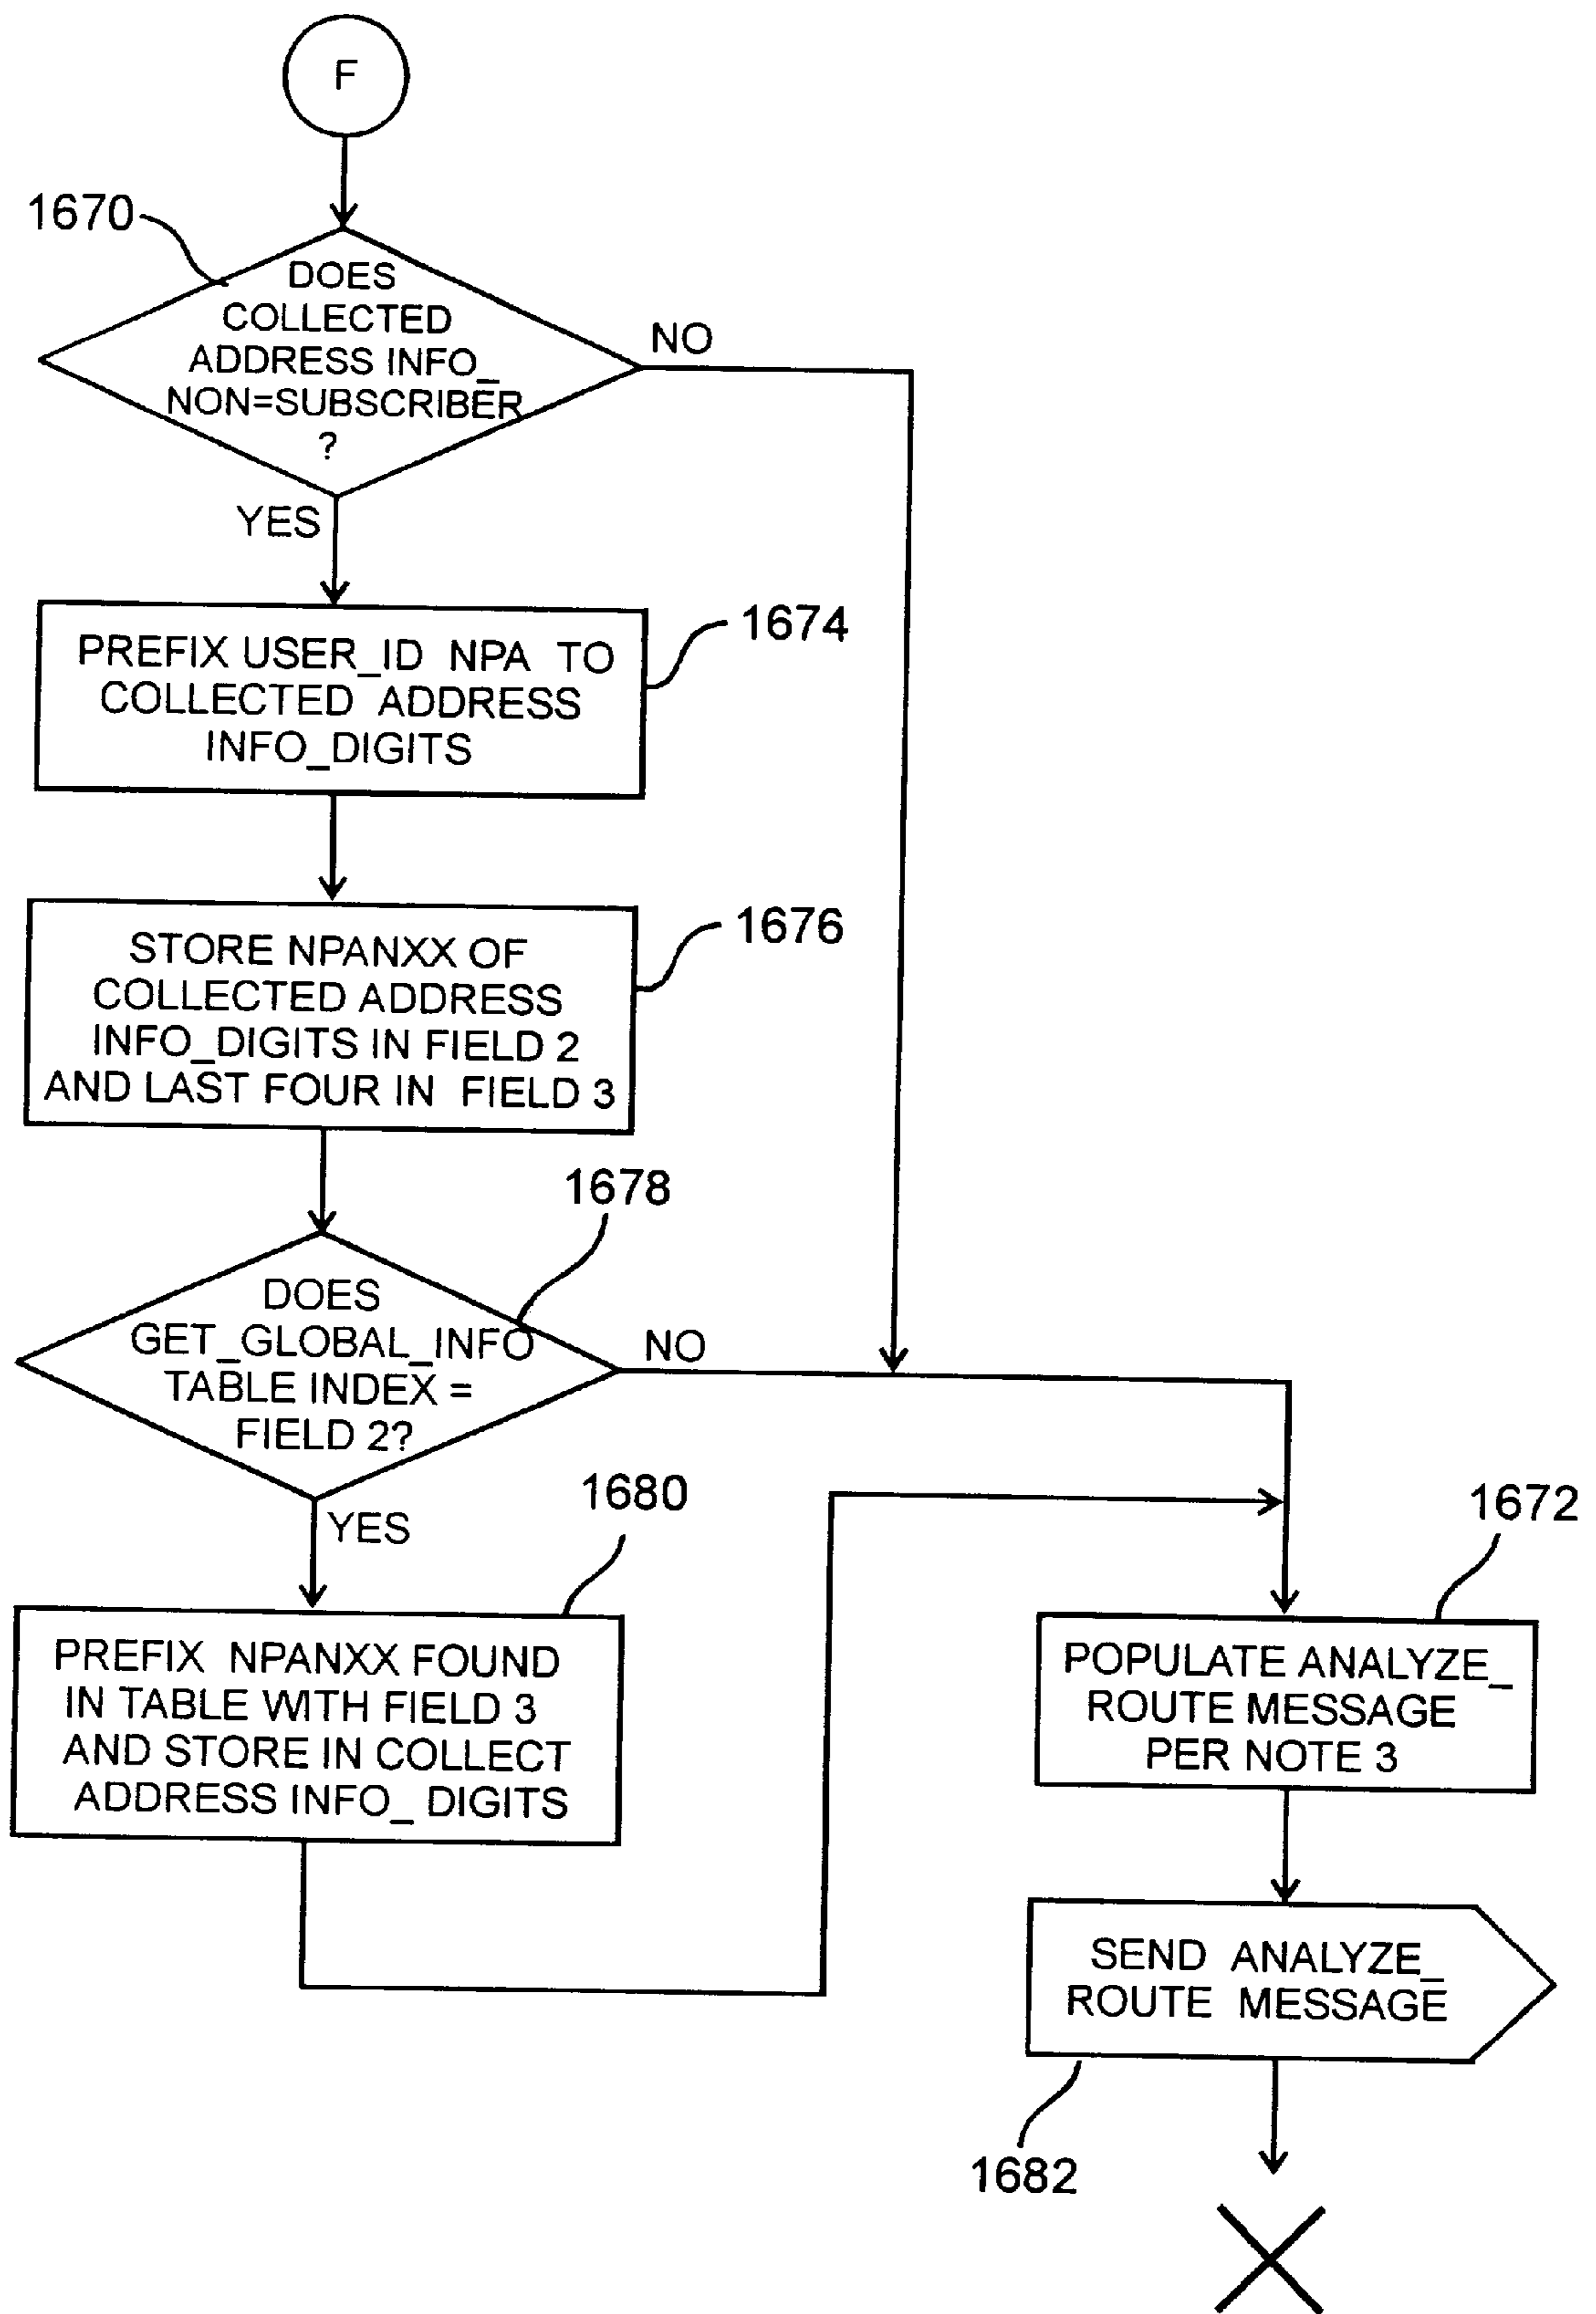 F
1670
DOES
COLLECTED
ADDRESS INFO_
NON=SUBSCRIBER
?
NO
YES
1674
PREFIX USER_ID NPA TO
COLLECTED ADDRESS
INFO_DIGITS
1676
STORE NPANXX OF
COLLECTED ADDRESS
INFO_DIGITS IN FIELD 2
AND LAST FOUR IN FIELD 3
1678
DOES
GET_GLOBAL_INFO
TABLE INDEX =
FIELD 2?
NO
YES
1680
PREFIX NPANXX FOUND
IN TABLE WITH FIELD 3
AND STORE IN COLLECT
ADDRESS INFO_ DIGITS
1672
POPULATE ANALYZE_
ROUTE MESSAGE
PER NOTE 3
SEND ANALYZE_
ROUTE MESSAGE
1682